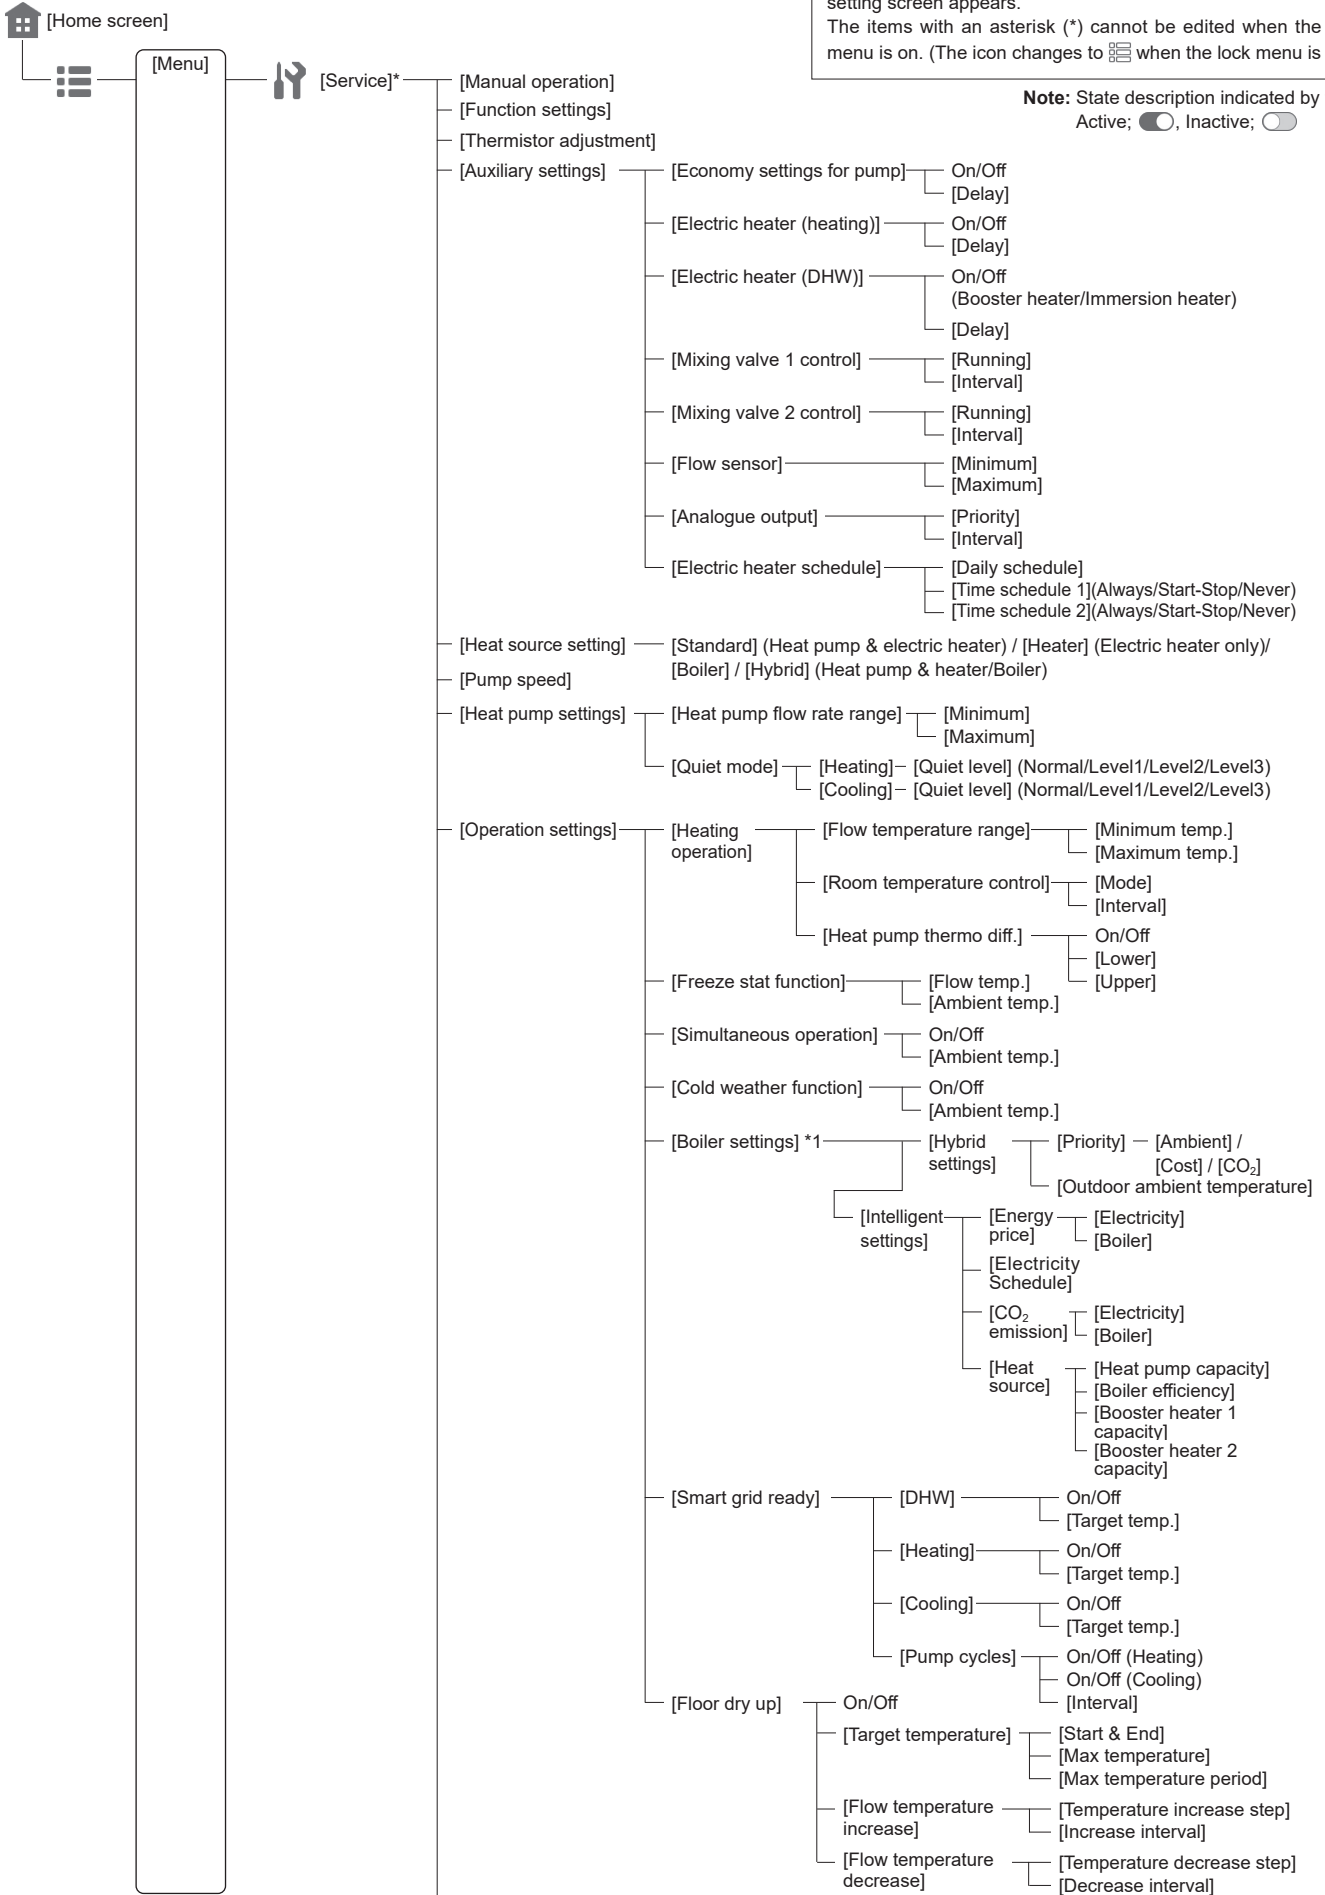 setting screen appears.
[Home screen]
The items with an asterisk (*) cannot be edited when the
menu is on. (The icon changes to when the lock menu is
[Menu]
[Service]*
[Manual operation]
Note: State description indicated by
Active; , Inactive;
[Function settings]
[Thermistor adjustment]
[Auxiliary settings]
[Economy settings for pump]
On/Off
[Delay]
[Electric heater (heating)]
On/Off
[Delay]
[Electric heater (DHW)]
On/Off
(Booster heater/Immersion heater)
[Delay]
[Mixing valve 1 control]
[Running]
[Interval]
[Mixing valve 2 control]
[Running]
[Interval]
[Flow sensor]
[Minimum]
[Maximum]
[Analogue output]
[Priority]
[Interval]
[Electric heater schedule]
[Daily schedule]
[Time schedule 1](Always/Start-Stop/Never)
[Time schedule 2](Always/Start-Stop/Never)
[Heat source setting]
[Standard] (Heat pump & electric heater) / [Heater] (Electric heater only)/
[Boiler] / [Hybrid] (Heat pump & heater/Boiler)
[Pump speed]
[Heat pump settings]
[Heat pump flow rate range]
[Minimum]
[Maximum]
[Quiet mode]
[Heating]
[Quiet level] (Normal/Level1/Level2/Level3)
[Cooling]
[Quiet level] (Normal/Level1/Level2/Level3)
[Operation settings]
[Heating
operation]
[Flow temperature range]
[Minimum temp.]
[Maximum temp.]
[Room temperature control]
[Mode]
[Interval]
[Heat pump thermo diff.]
On/Off
[Lower]
[Upper]
[Freeze stat function]
[Flow temp.]
[Ambient temp.]
[Simultaneous operation]
On/Off
[Ambient temp.]
[Cold weather function]
On/Off
[Ambient temp.]
[Boiler settings] *1
[Hybrid
settings]
[Priority]
[Ambient] /
[Cost] / [CO₂]
[Outdoor ambient temperature]
[Intelligent
settings]
[Energy
price]
[Electricity]
[Boiler]
[Electricity
Schedule]
[CO₂
emission]
[Electricity]
[Boiler]
[Heat
source]
[Heat pump capacity]
[Boiler efficiency]
[Booster heater 1
capacity]
[Booster heater 2
capacity]
[Smart grid ready]
[DHW]
On/Off
[Target temp.]
[Heating]
On/Off
[Target temp.]
[Cooling]
On/Off
[Target temp.]
[Pump cycles]
On/Off (Heating)
On/Off (Cooling)
[Interval]
[Floor dry up]
On/Off
[Target temperature]
[Start & End]
[Max temperature]
[Max temperature period]
[Flow temperature
increase]
[Temperature increase step]
[Increase interval]
[Flow temperature
decrease]
[Temperature decrease step]
[Decrease interval]